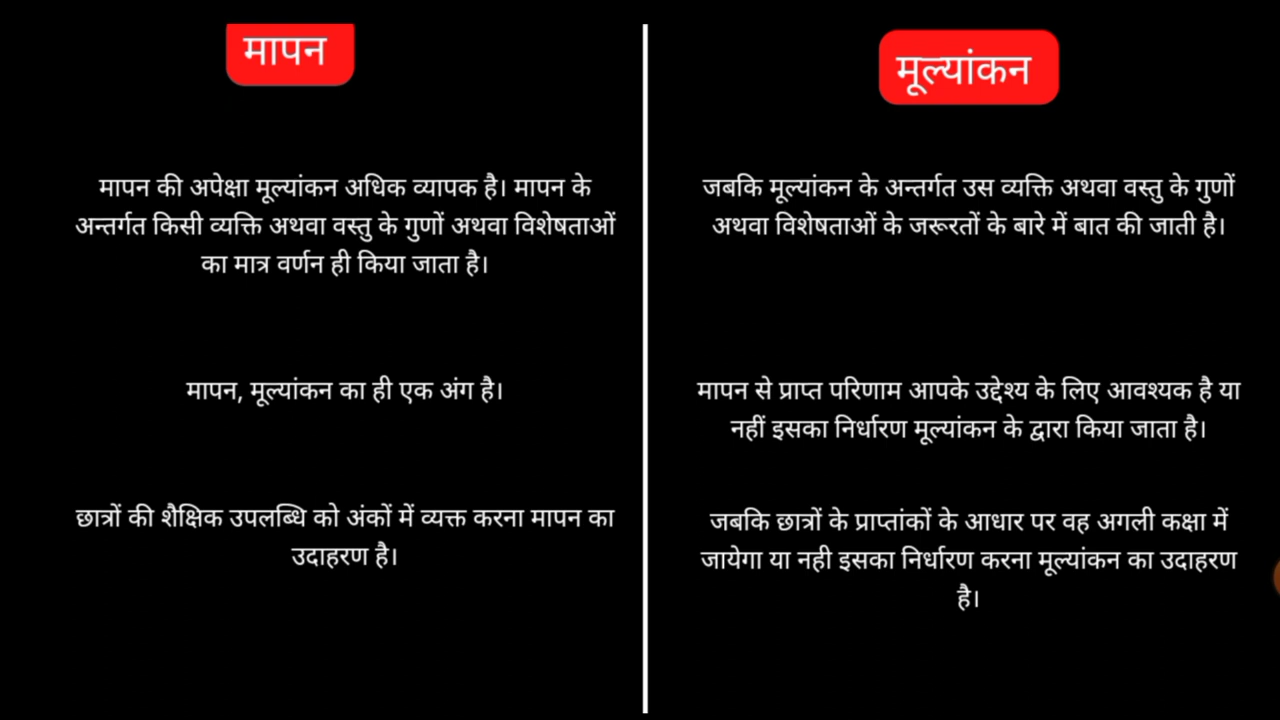 मापन
मापन की अपेक्षा मूल्यांकन अधिक व्यापक है। मापन के
अन्तर्गत किसी व्यक्ति अथवा वस्तु के गुणों अथवा विशेषताओं
का मात्र वर्णन ही किया जाता है।
मापन, मूल्यांकन का ही एक अंग है।
छात्रों की शैक्षिक उपलब्धि को अंकों में व्यक्त करना मापन का
उदाहरण है।
मूल्यांकन
जबकि मूल्यांकन के अन्तर्गत उस व्यक्ति अथवा वस्तु के गुणों
अथवा विशेषताओं के जरूरतों के बारे में बात की जाती है।
मापन से प्राप्त परिणाम आपके उद्देश्य के लिए आवश्यक है या
नहीं इसका निर्धारण मूल्यांकन के द्वारा किया जाता है।
जबकि छात्रों के प्राप्तांकों के आधार पर वह अगली कक्षा में
जायेगा या नही इसका निर्धारण करना मूल्यांकन का उदाहरण
है।